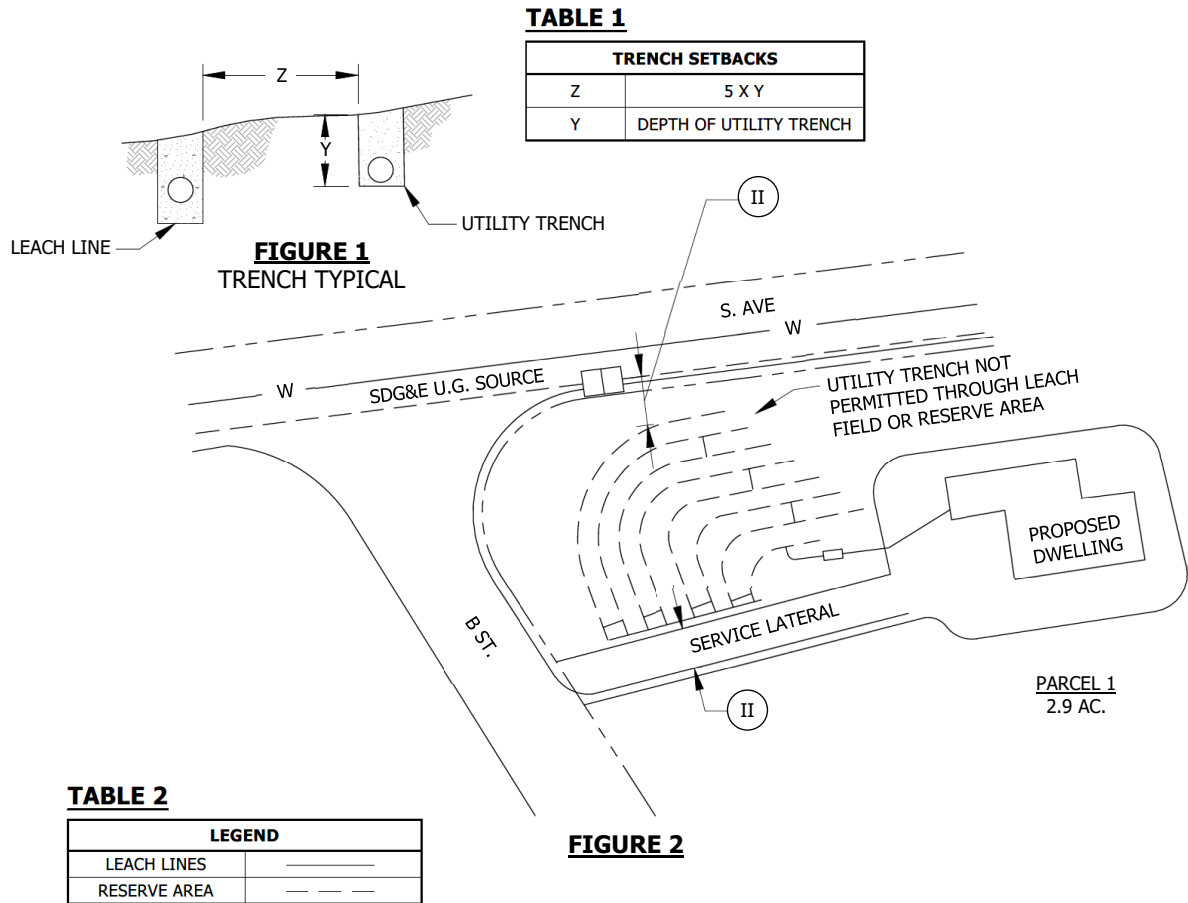 TABLE 1
TRENCH SETBACKS
Z 5 X Y
Y DEPTH OF UTILITY TRENCH
Z
Y
LEACH LINE
UTILITY TRENCH
FIGURE 1
TRENCH TYPICAL
II
S. AVE
W
W
SDG&E U.G. SOURCE
UTILITY TRENCH NOT
PERMITTED THROUGH LEACH
FIELD OR RESERVE AREA
PROPOSED
DWELLING
B ST.
SERVICE LATERAL
II
PARCEL 1
2.9 AC.
FIGURE 2
TABLE 2
LEGEND
LEACH LINES
RESERVE AREA